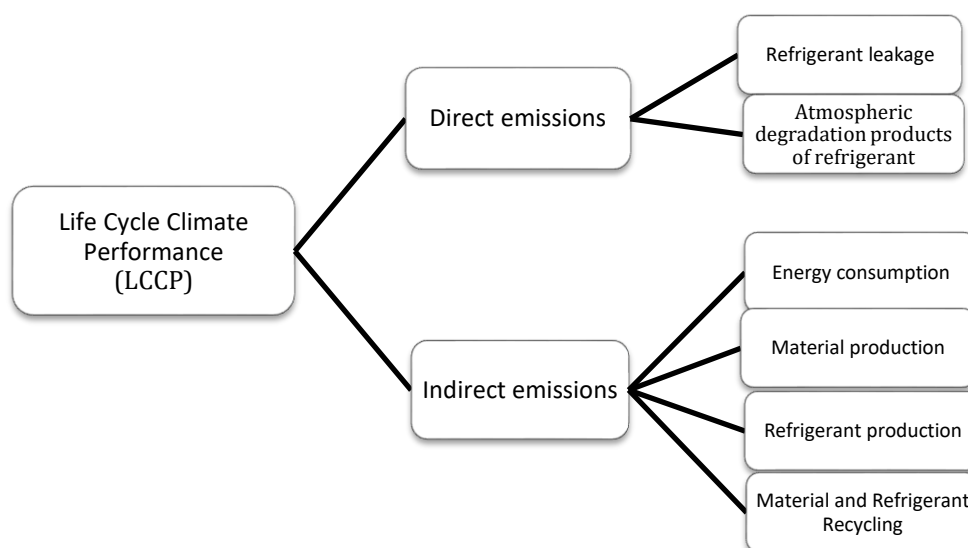 Life Cycle Climate
Performance
(LCCP)
Direct emissions
Refrigerant leakage
Atmospheric
degradation products
of refrigerant
Indirect emissions
Energy consumption
Material production
Refrigerant production
Material and Refrigerant
Recycling